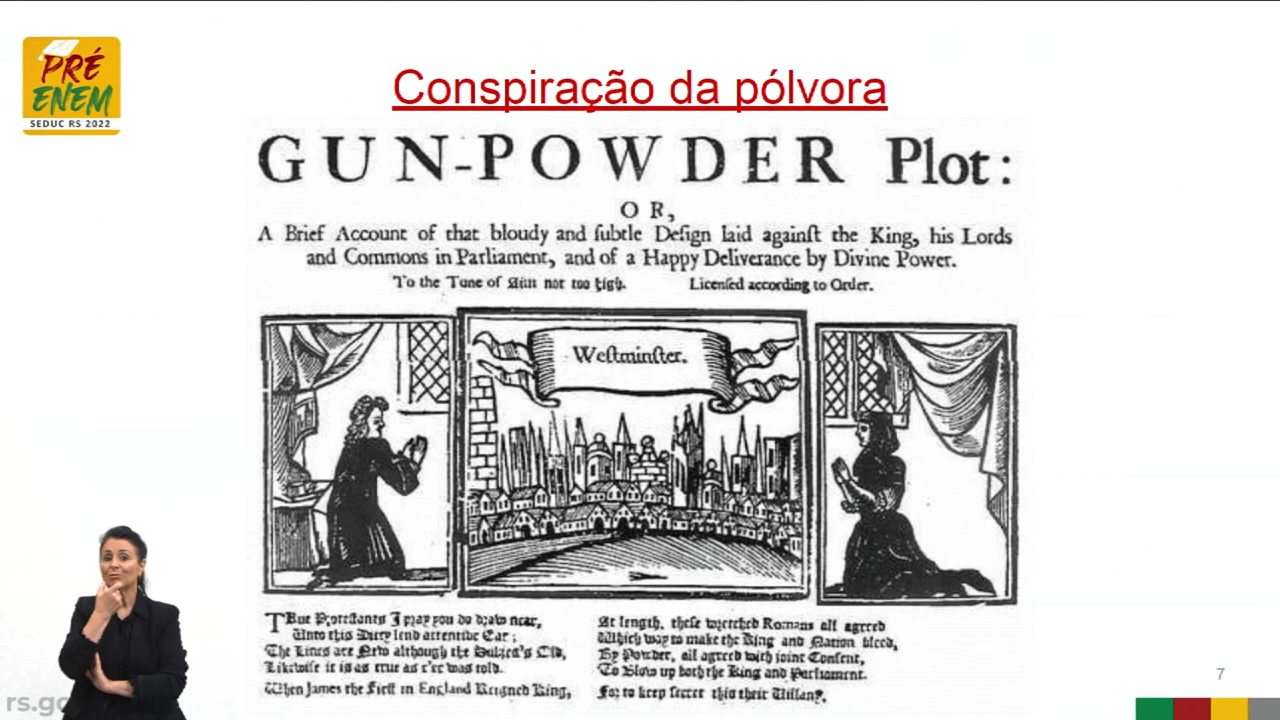 PRÉ
ENEM
SEDUC RS 2022
Conspiração da pólvora
GUN-POWDER Plot:
OR,
A Brief Account of that bloudy and ſubtle Deſign laid againſt the King, his Lords
and Commons in Parliament, and of a Happy Deliverance by Divine Power.
To the Tune of Aim not too high. Licenſed according to Order.
Weſtminſter.
TRue Proteſtants I pray you do draw near,
Unto this Ditty lend attentive Ear;
The Lines are New although the Subject's Old,
Likewiſe it is as true as e'er was told.
When James the Firſt in England Reigned King,
At length, theſe wretched Romans all agreed
Which way to make the King and Nation bleed,
By Powder, all agreed with joint Conſent,
To Blow up both the King and Parliament.
For to keep ſecret this their Villany,
rs.go
7